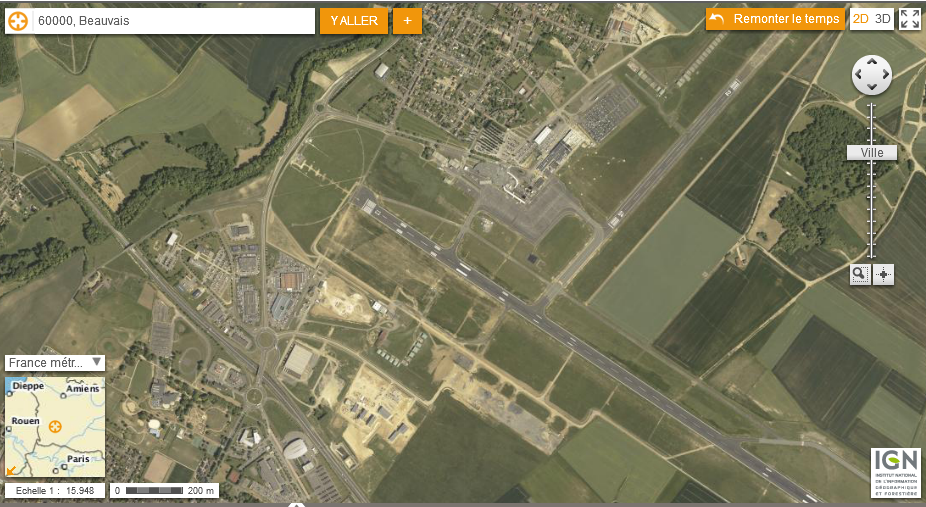 60000, Beauvais
Y ALLER
+
Remonter le temps
2D 3D
Ville
France métr...
Dieppe
Amiens
Rouen
Paris
Echelle 1 : 15.948
0 200 m
IGN
INSTITUT NATIONAL
DE L'INFORMATION
GÉOGRAPHIQUE
ET FORESTIÈRE